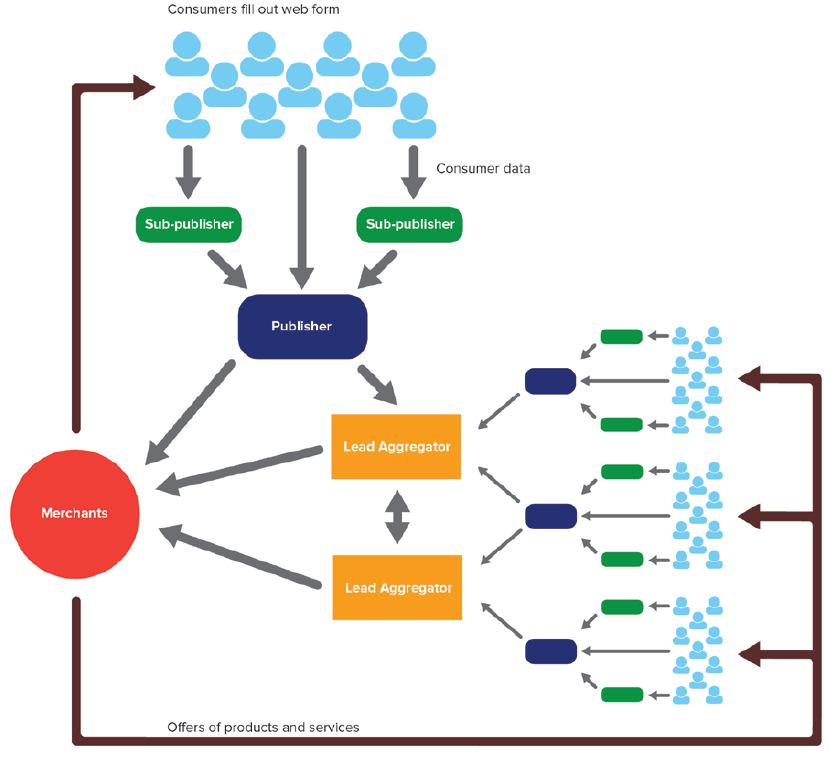 Consumers fill out web form
Consumer data
Sub-publisher
Sub-publisher
Publisher
Lead Aggregator
Merchants
Lead Aggregator
Offers of products and services